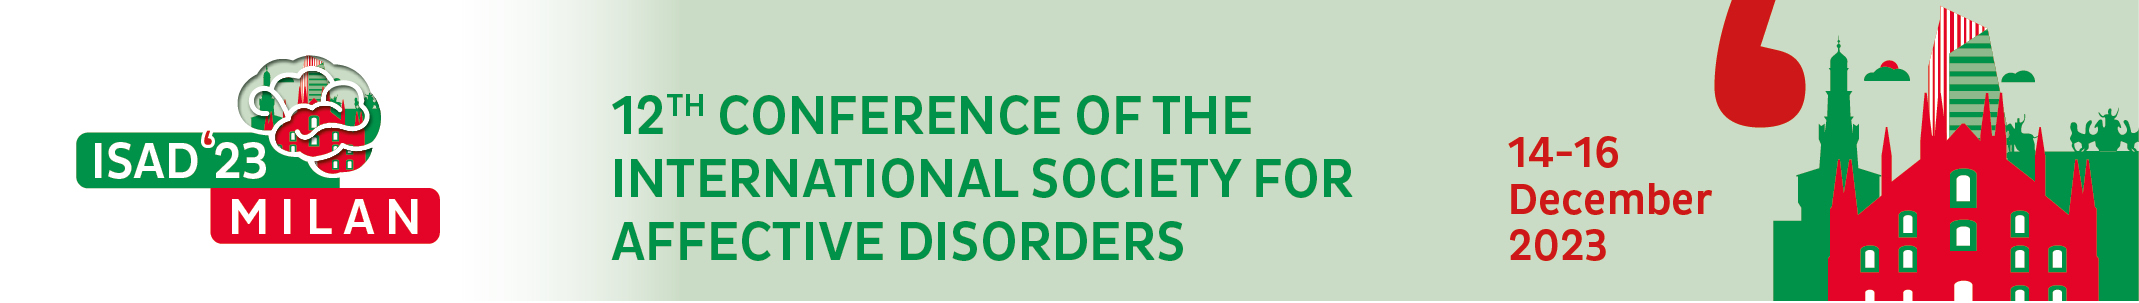 ISAD '23
MILAN
12TH CONFERENCE OF THE
INTERNATIONAL SOCIETY FOR
AFFECTIVE DISORDERS
14-16
December
2023